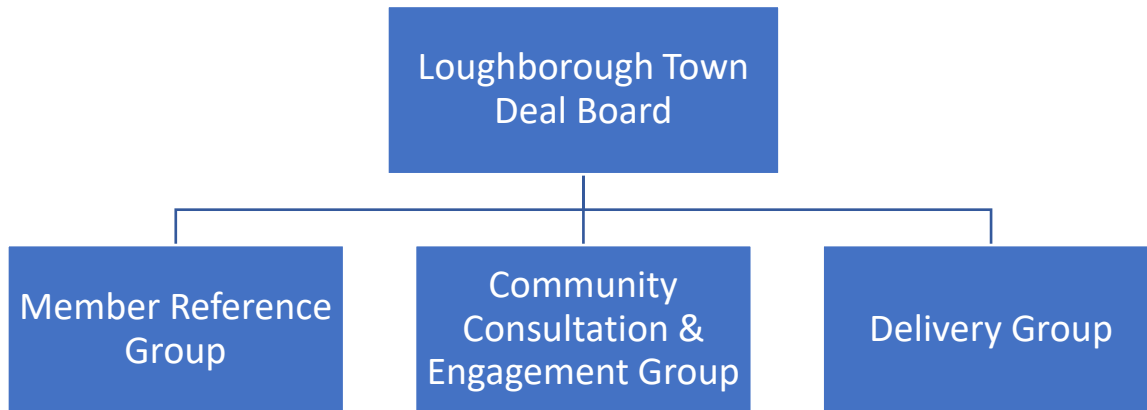 Loughborough Town
Deal Board
Member Reference
Group
Community
Consultation &
Engagement Group
Delivery Group